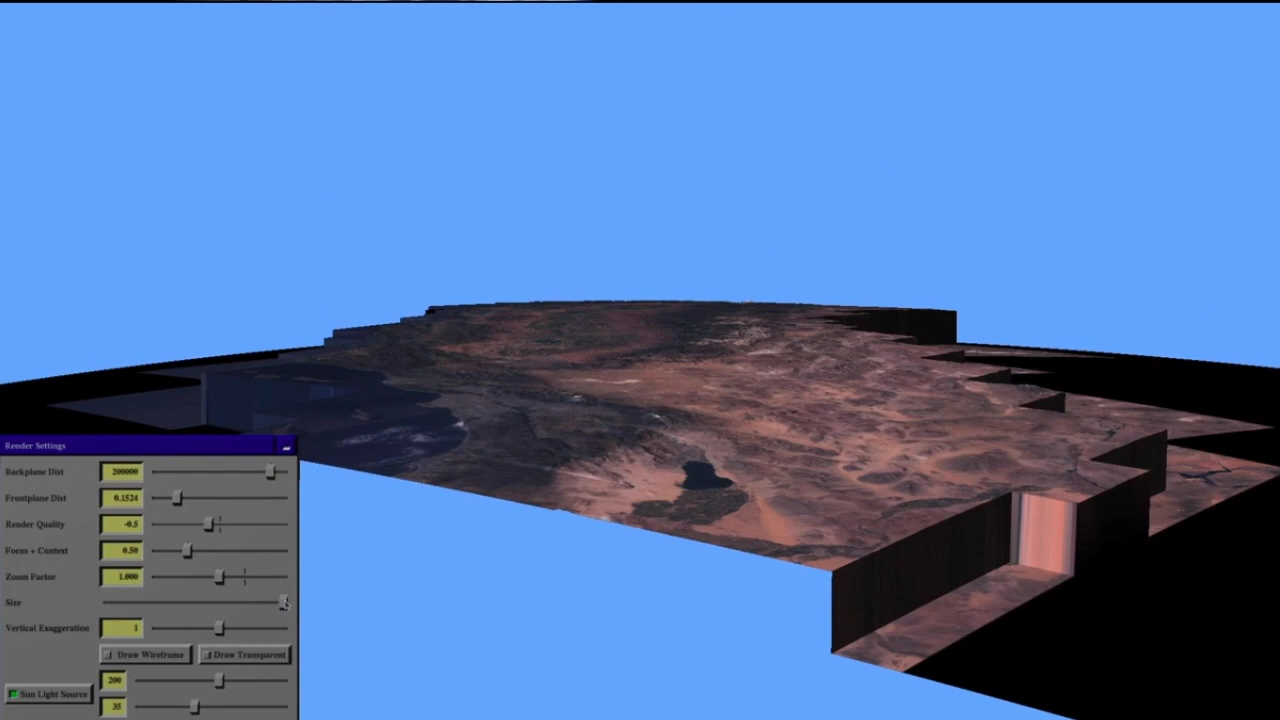 Render Settings
Backplane Dist 200000
Frontplane Dist 0.1524
Render Quality -0.5
Focus + Context 0.50
Zoom Factor 1.000
Size
Vertical Exaggeration 1
Draw Wireframe Draw Transparent
200
Sun Light Source
35